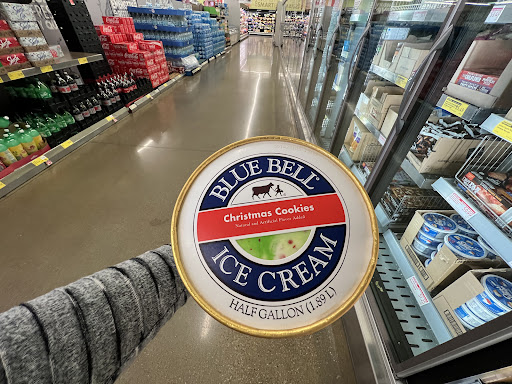 BLUE BELL
Christmas Cookies
Natural and Artificial Flavor Added
ICE CREAM
HALF GALLON (1.89 L)